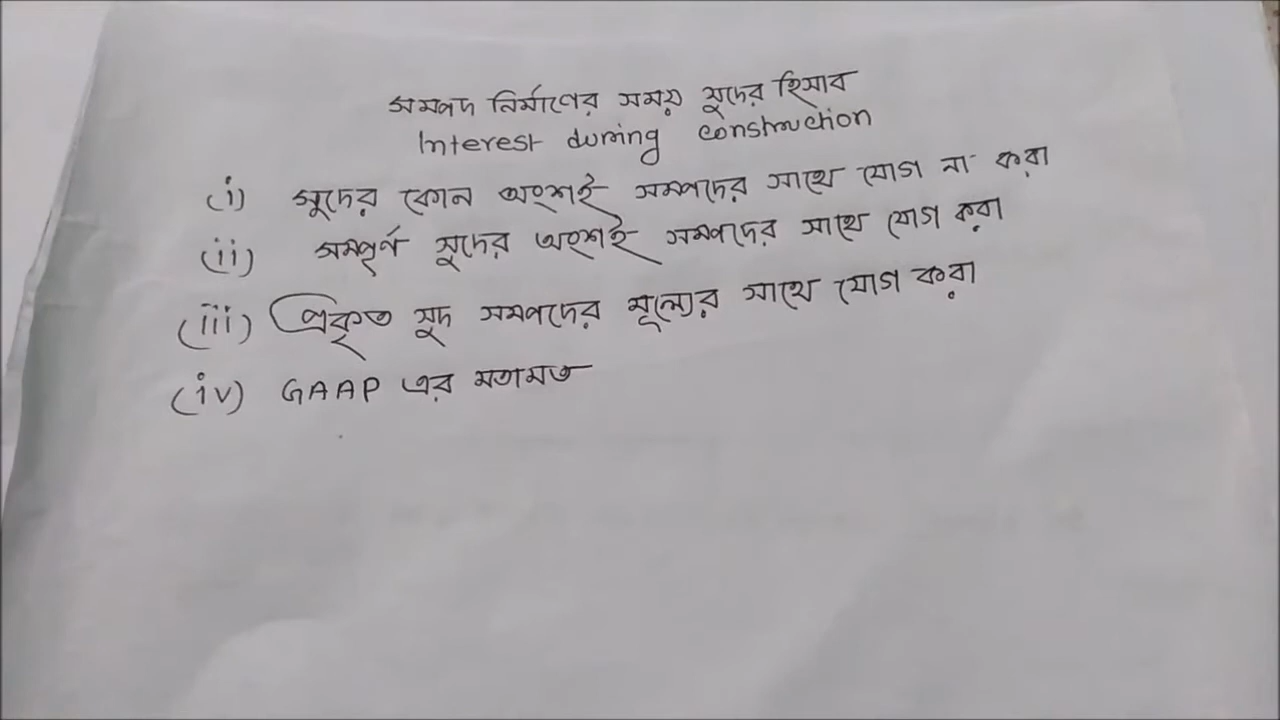 সম্পদ নির্মাণের সময় সুদের হিসাব
Interest during construction
(i) সুদের কোন অংশই সম্পদের সাথে যোগ না করা
(ii) সম্পূর্ণ সুদের অংশই সম্পদের সাথে যোগ করা
(iii) প্রকৃত সুদ সম্পদের মূল্যের সাথে যোগ করা
(iv) GAAP এর মতামত